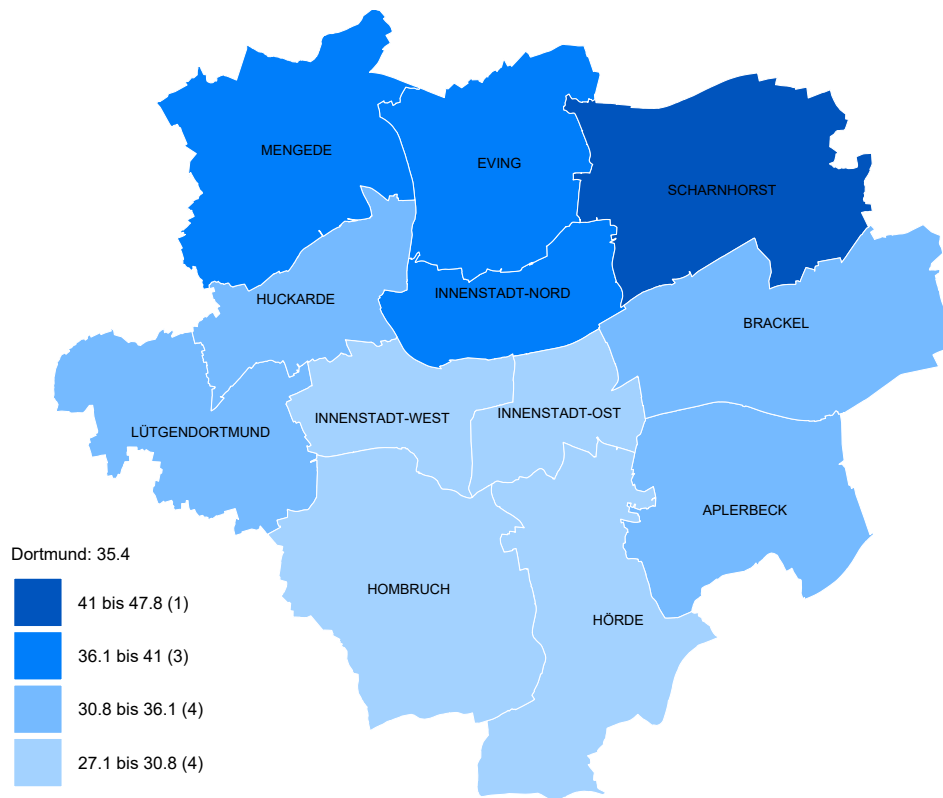 MENGEDE
EVING
SCHARNHORST
HUCKARDE
INNENSTADT-NORD
BRACKEL
INNENSTADT-WEST
INNENSTADT-OST
LÜTGENDORTMUND
APLERBECK
HOMBRUCH
HÖRDE
Dortmund: 35.4
41 bis 47.8 (1)
36.1 bis 41 (3)
30.8 bis 36.1 (4)
27.1 bis 30.8 (4)